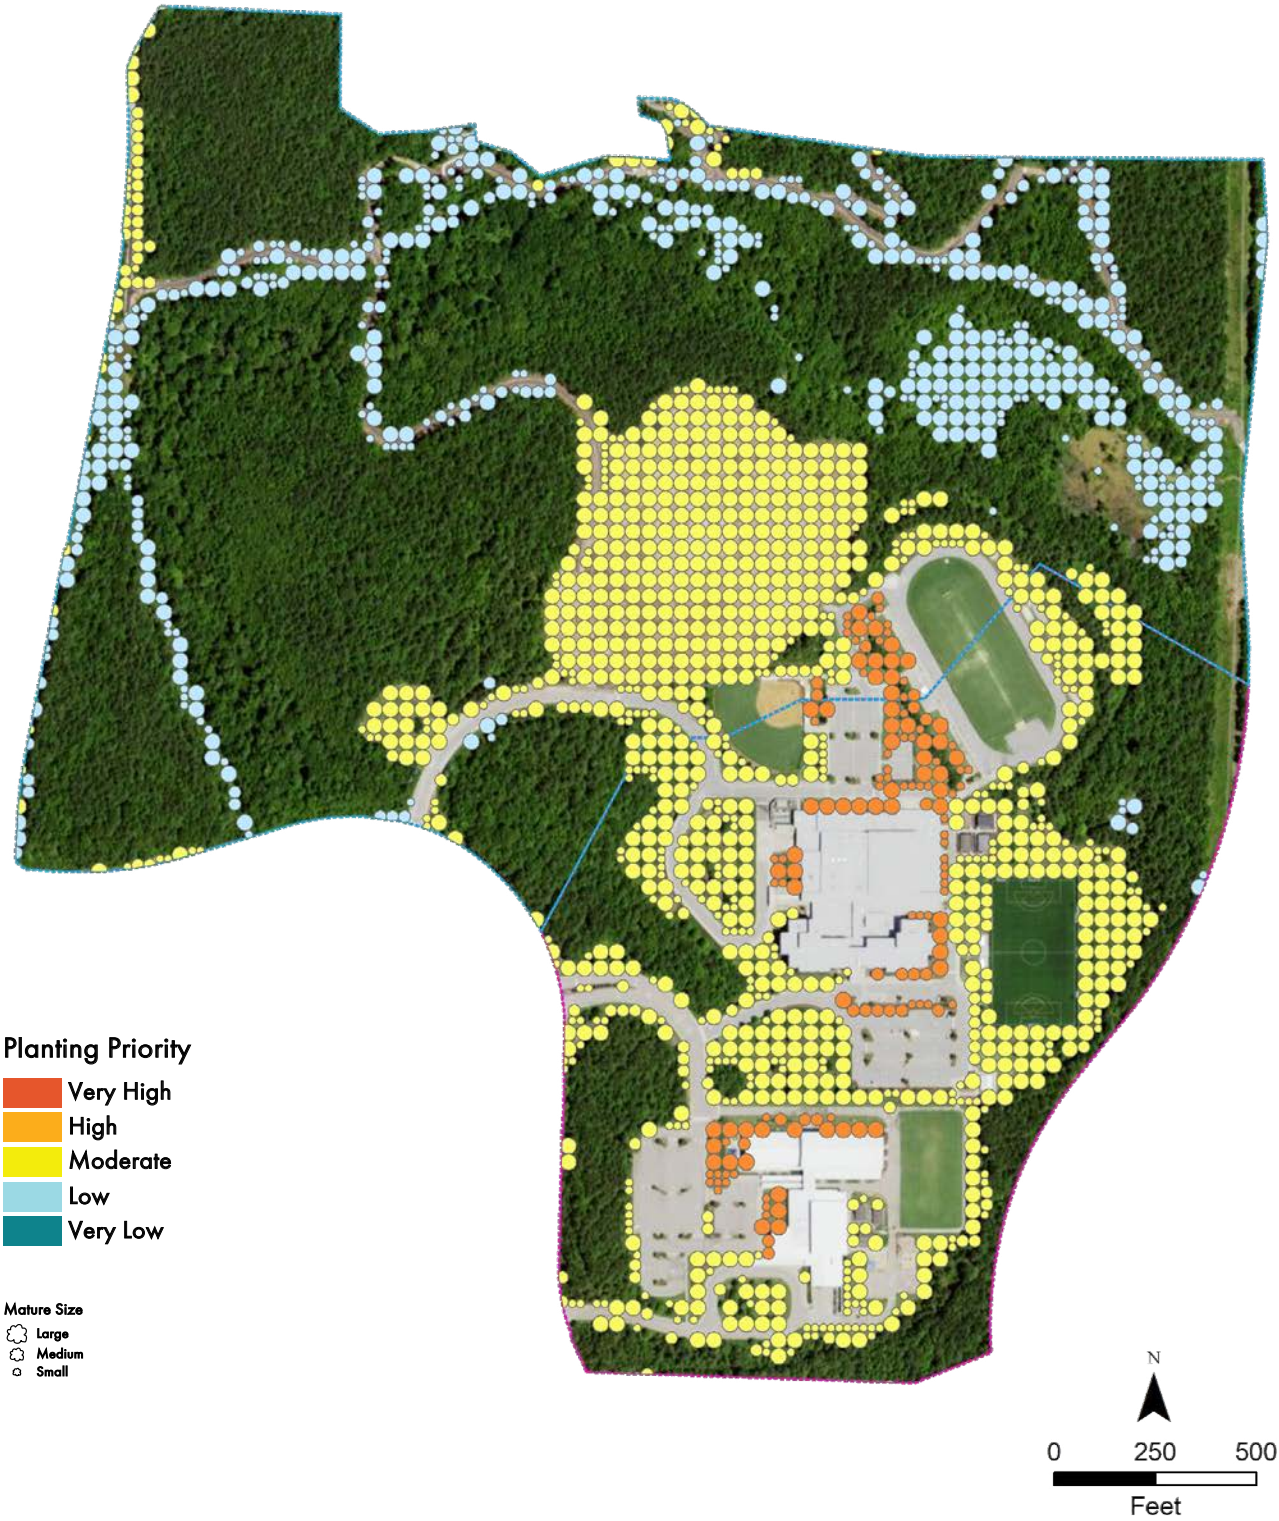 Planting Priority
Very High
High
Moderate
Low
Very Low
Mature Size
Large
Medium
Small
N
0 250 500
Feet